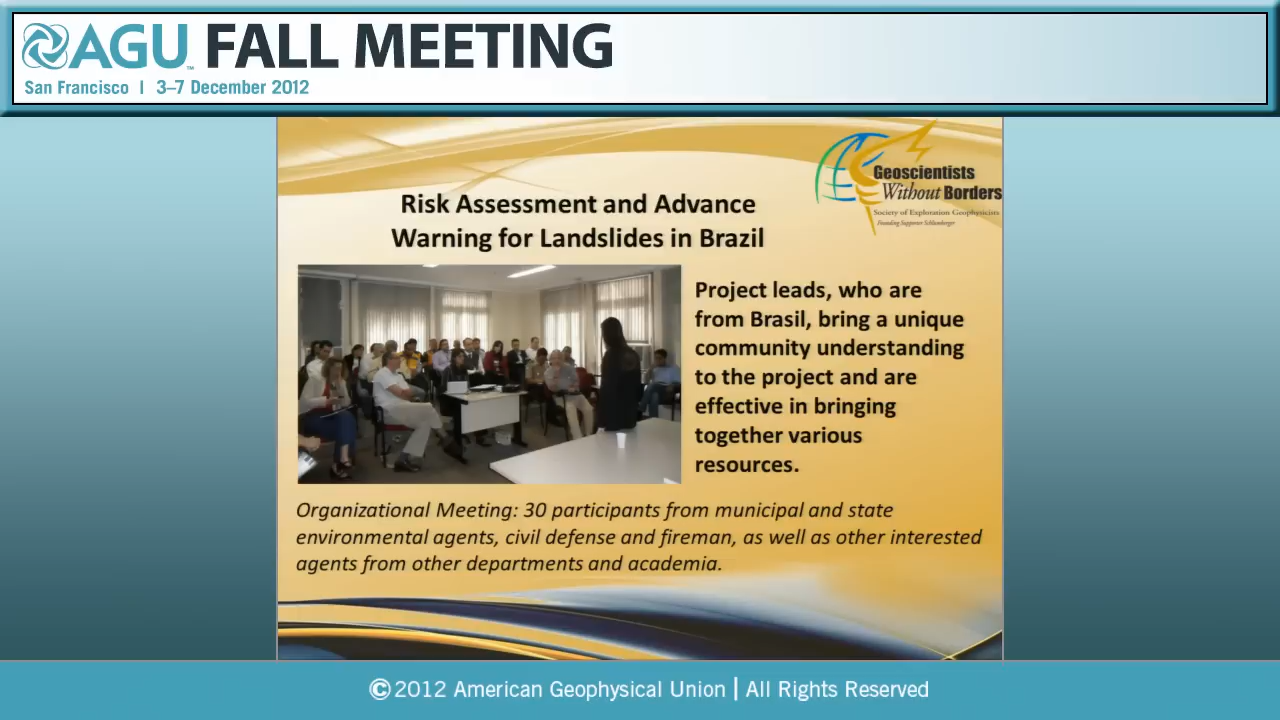 AGU™ FALL MEETING
San Francisco | 3–7 December 2012
Geoscientists
Without Borders
Society of Exploration Geophysicists
Founding Supporter Schlumberger
Risk Assessment and Advance
Warning for Landslides in Brazil
Project leads, who are
from Brasil, bring a unique
community understanding
to the project and are
effective in bringing
together various
resources.
Organizational Meeting: 30 participants from municipal and state
environmental agents, civil defense and fireman, as well as other interested
agents from other departments and academia.
©2012 American Geophysical Union | All Rights Reserved